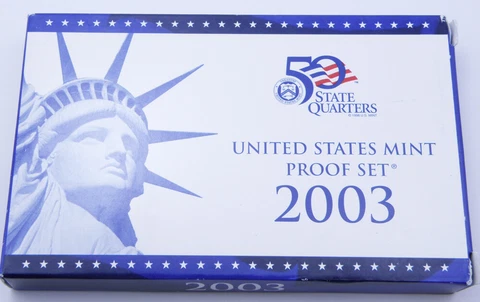 50
STATE
QUARTERS
UNITED STATES MINT
PROOF SET®
2003
2003